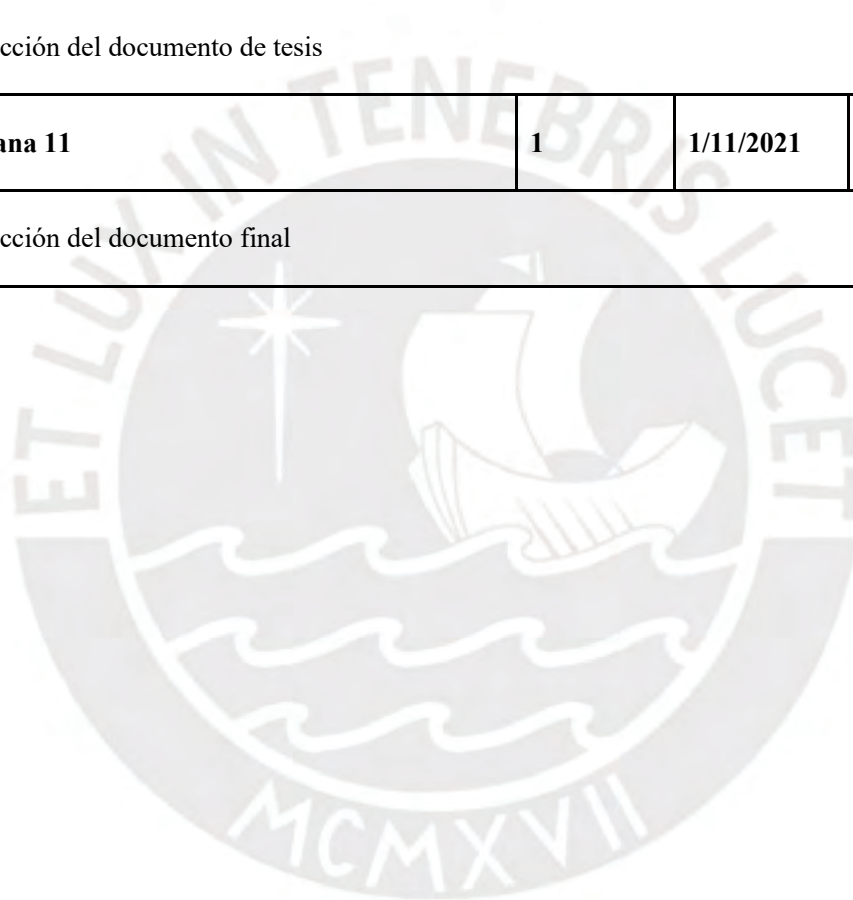 cción del documento de tesis
ana 11 1 1/11/2021
cción del documento final
ET LUX IN TENEBRIS LUCET
MCMXVII